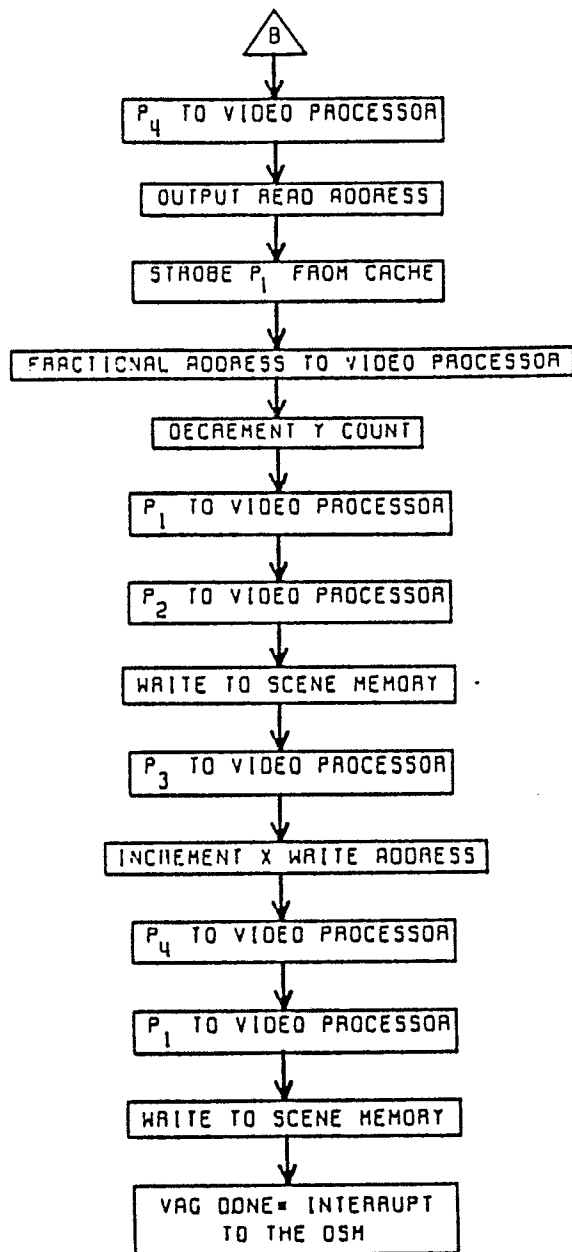 B
P4 TO VIDEO PROCESSOR
OUTPUT READ ADDRESS
STROBE P1 FROM CACHE
FRACTIONAL ADDRESS TO VIDEO PROCESSOR
DECREMENT Y COUNT
P1 TO VIDEO PROCESSOR
P2 TO VIDEO PROCESSOR
WRITE TO SCENE MEMORY
P3 TO VIDEO PROCESSOR
INCREMENT X WRITE ADDRESS
P4 TO VIDEO PROCESSOR
P1 TO VIDEO PROCESSOR
WRITE TO SCENE MEMORY
VAG DONE* INTERRUPT
TO THE OSM